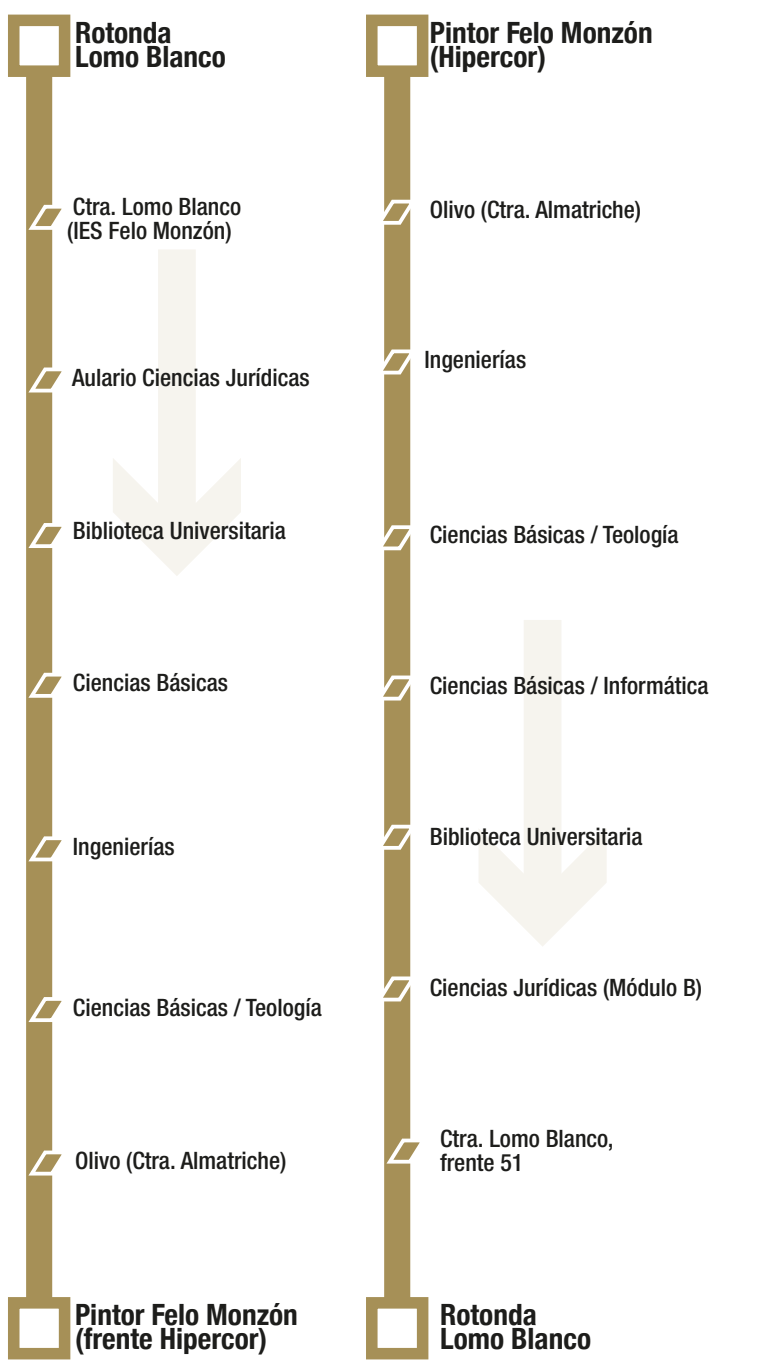 Rotonda
Lomo Blanco
Ctra. Lomo Blanco
(IES Felo Monzón)
Aulario Ciencias Jurídicas
Biblioteca Universitaria
Ciencias Básicas
Ingenierías
Ciencias Básicas / Teología
Olivo (Ctra. Almatriche)
Pintor Felo Monzón
(frente Hipercor)
Pintor Felo Monzón
(Hipercor)
Olivo (Ctra. Almatriche)
Ingenierías
Ciencias Básicas / Teología
Ciencias Básicas / Informática
Biblioteca Universitaria
Ciencias Jurídicas (Módulo B)
Ctra. Lomo Blanco,
frente 51
Rotonda
Lomo Blanco